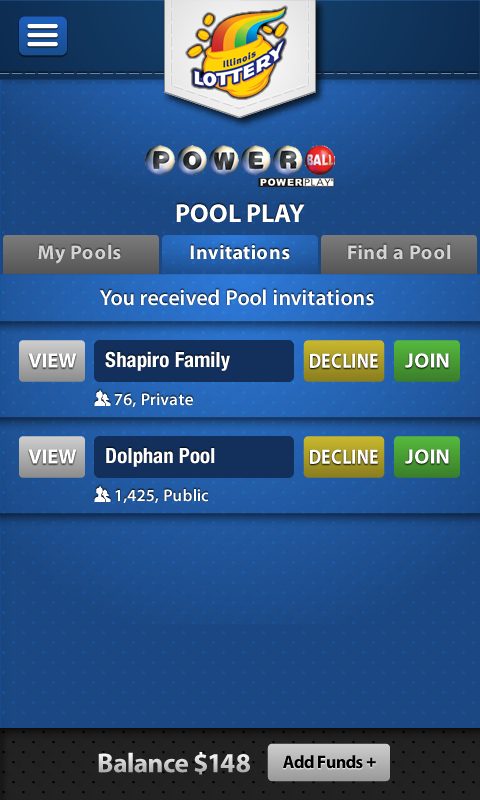 Illinois
LOTTERY
POWERBALL
POWERPLAY
POOL PLAY
My Pools Invitations Find a Pool
You received Pool invitations
VIEW Shapiro Family DECLINE JOIN
76, Private
VIEW Dolphan Pool DECLINE JOIN
1,425, Public
Balance $148 Add Funds +